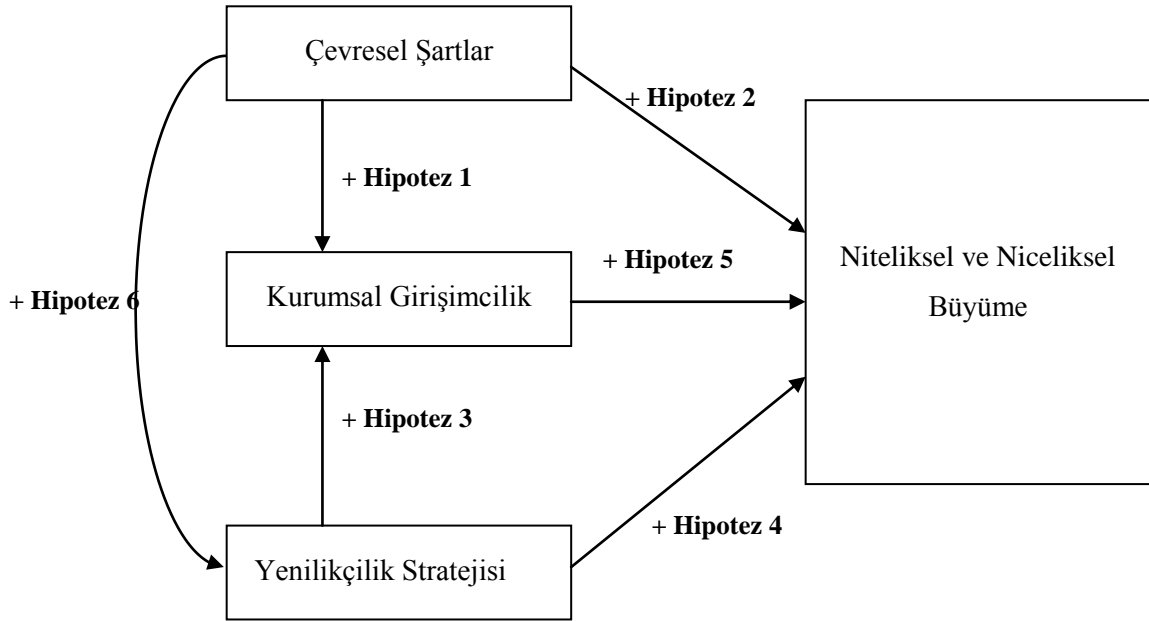 Çevresel Şartlar
+ Hipotez 2
+ Hipotez 1
Niteliksel ve Niceliksel
Büyüme
+ Hipotez 5
Kurumsal Girişimcilik
+ Hipotez 6
+ Hipotez 3
+ Hipotez 4
Yenilikçilik Stratejisi